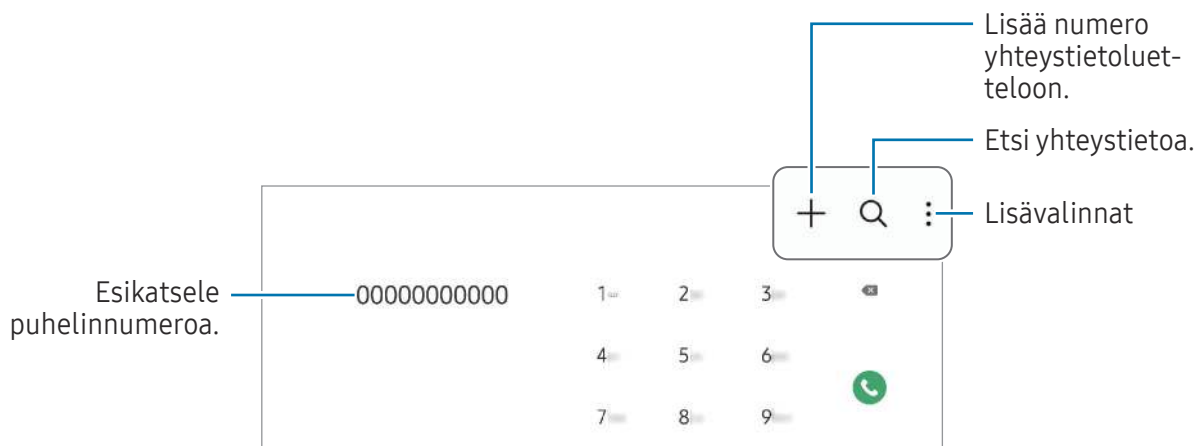 Lisää numero
yhteystietoluet-
teloon.
Etsi yhteystietoa.
Lisävalinnat
Esikatsele
puhelinnumeroa.
00000000000
1 2 3
4 5 6
7 8 9